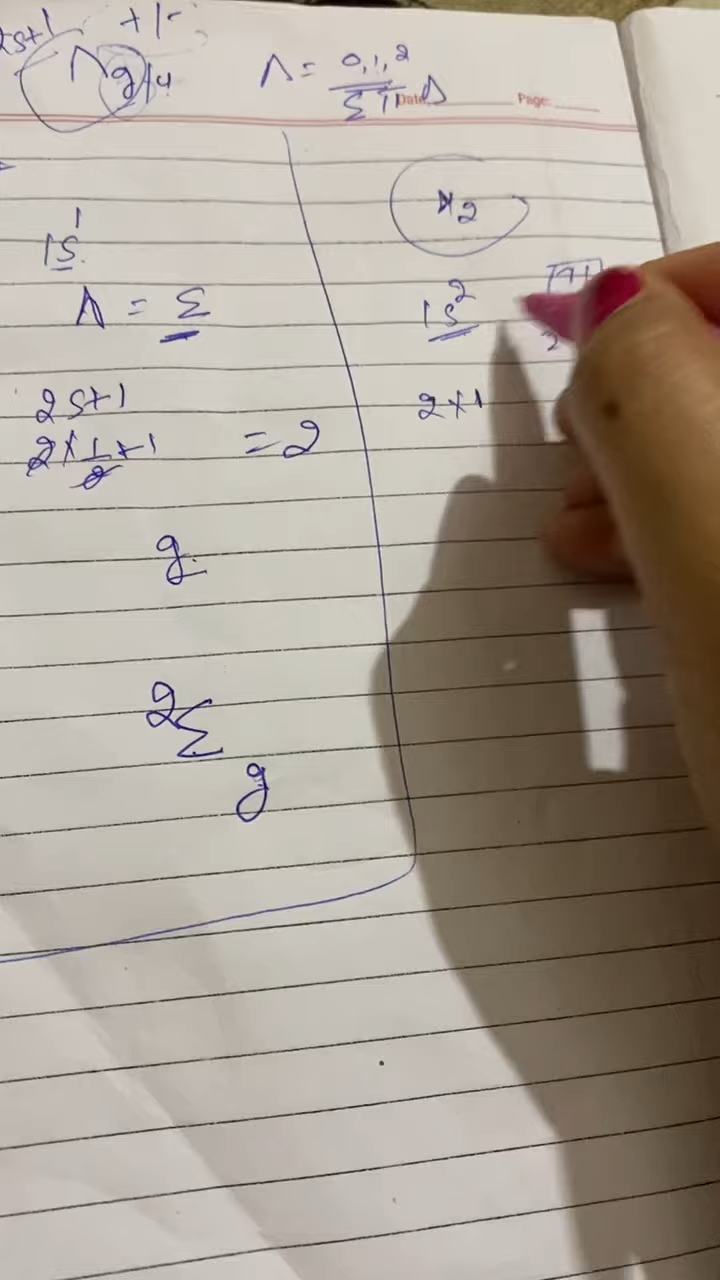 2s+1 +1-
Λ g/u Λ = 0,1,2
Σ π Δ
Date: Page:
1s¹
Λ = Σ
2s+1
2×1/2+1 = 2
g
²Σg
H₂
1s²
2×1